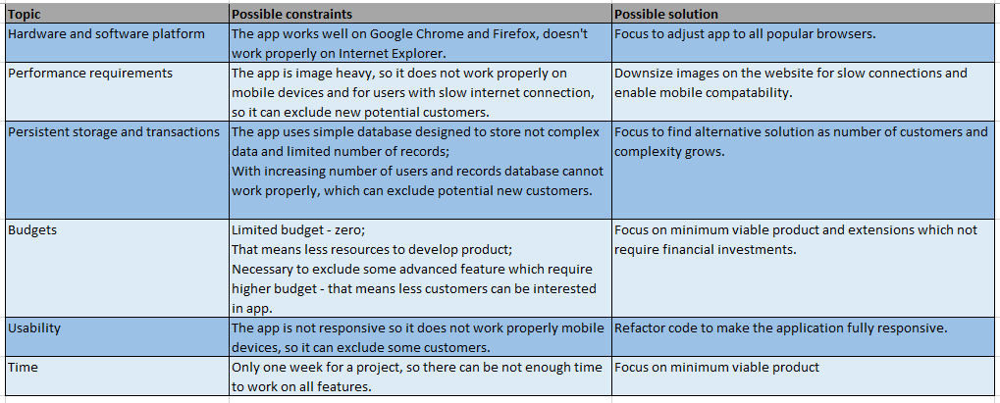 Topic Possible constraints Possible solution
Hardware and software platform The app works well on Google Chrome and Firefox, doesn't Focus to adjust app to all popular browsers.
work properly on Internet Explorer.
Performance requirements The app is image heavy, so it does not work properly on Downsize images on the website for slow connections and
mobile devices and for users with slow internet connection, enable mobile compatability.
so it can exclude new potential customers.
Persistent storage and transactions The app uses simple database designed to store not complex Focus to find alternative solution as number of customers and
data and limited number of records; complexity grows.
With increasing number of users and records database cannot
work properly, which can exclude potential new customers.
Budgets Limited budget - zero; Focus on minimum viable product and extensions which not
That means less resources to develop product; require financial investments.
Necessary to exclude some advanced feature which require
higher budget - that means less customers can be interested
in app.
Usability The app is not responsive so it does not work properly mobile Refactor code to make the application fully responsive.
devices, so it can exclude some customers.
Time Only one week for a project, so there can be not enough time Focus on minimum viable product
to work on all features.